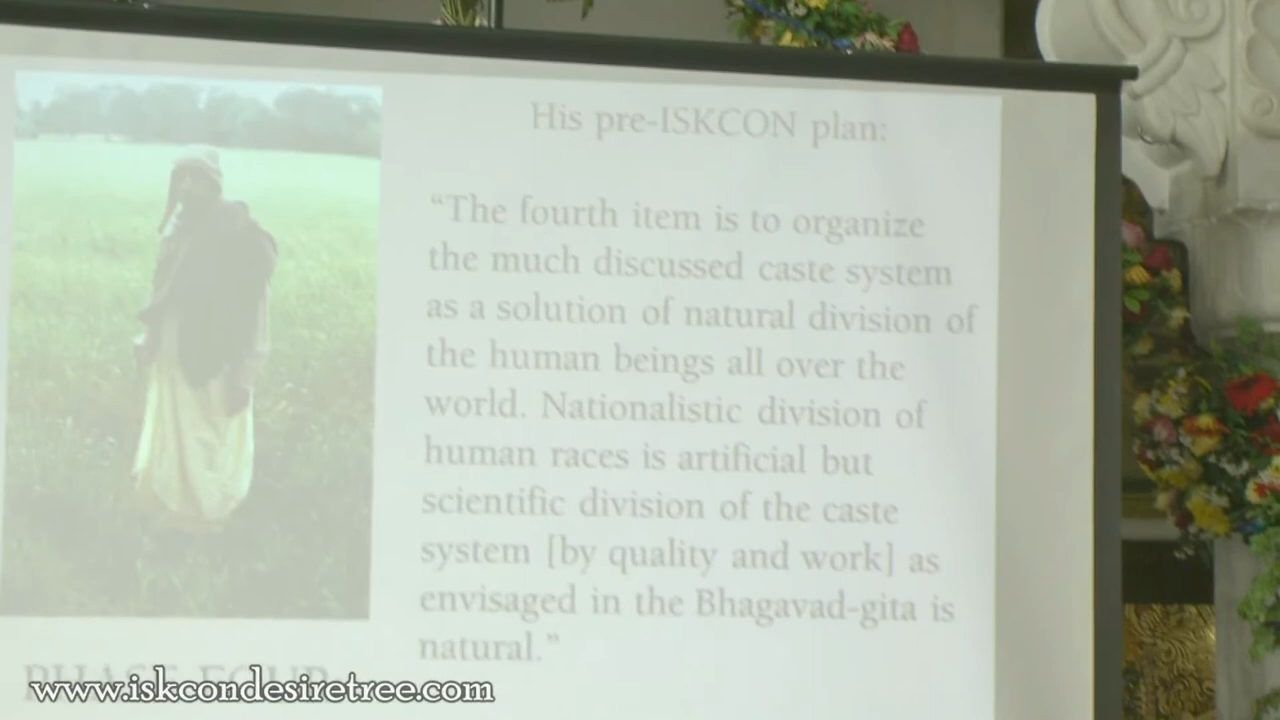 His pre-ISKCON plan:
“The fourth item is to organize
the much discussed caste system
as a solution of natural division of
the human beings all over the
world. Nationalistic division of
human races is artificial but
scientific division of the caste
system [by quality and work] as
envisaged in the Bhagavad-gita is
natural.”
PHASE FOUR
www.iskcondesiretree.com